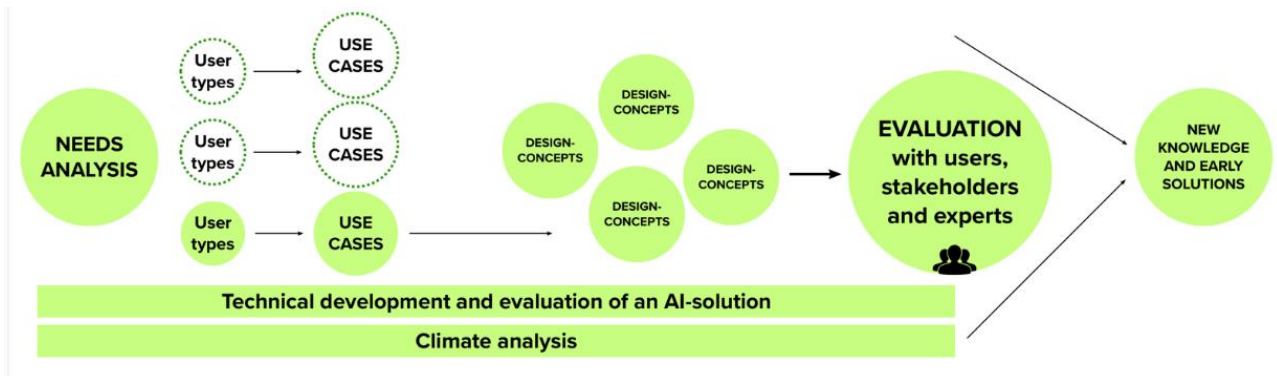 NEEDS
ANALYSIS
User
types
USE
CASES
User
types
USE
CASES
User
types
USE
CASES
DESIGN-
CONCEPTS
DESIGN-
CONCEPTS
DESIGN-
CONCEPTS
DESIGN-
CONCEPTS
EVALUATION
with users,
stakeholders
and experts
NEW
KNOWLEDGE
AND EARLY
SOLUTIONS
Technical development and evaluation of an AI-solution
Climate analysis